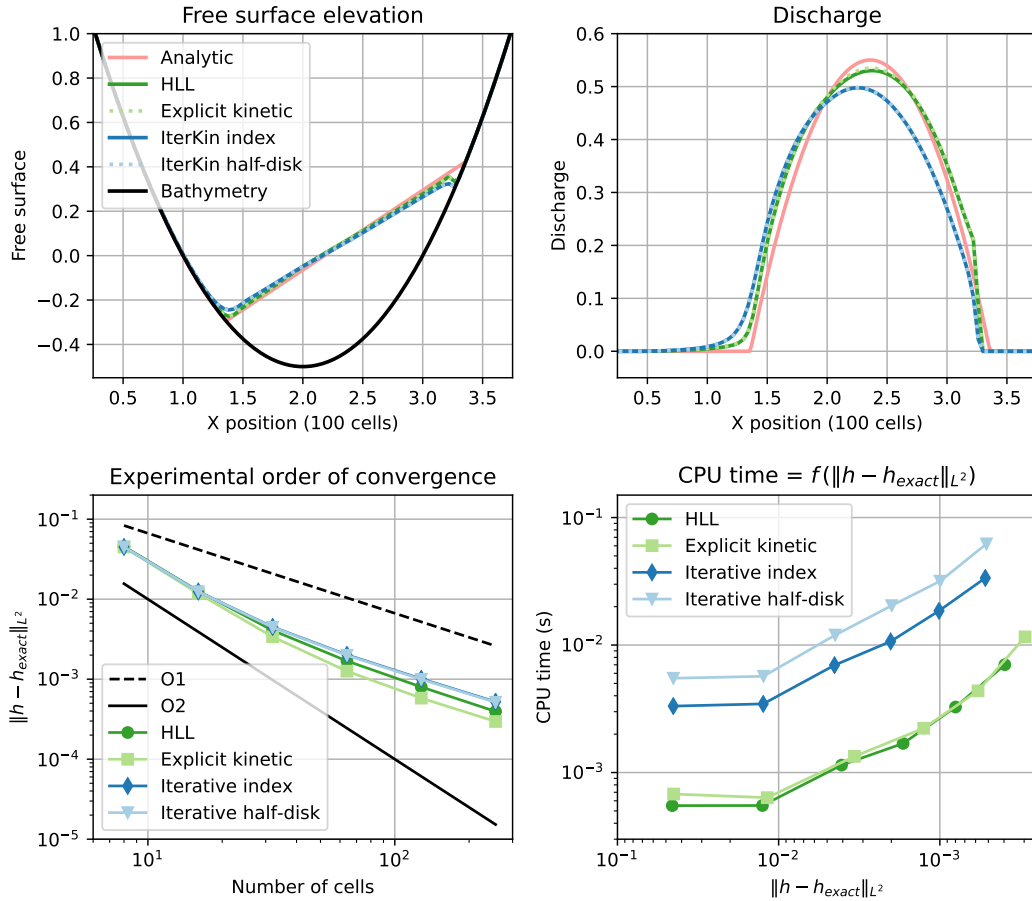 Free surface elevation
1.0
0.8
0.6
0.4
0.2
0.0
−0.2
−0.4
Free surface
Analytic
HLL
Explicit kinetic
IterKin index
IterKin half-disk
Bathymetry
0.5 1.0 1.5 2.0 2.5 3.0 3.5
X position (100 cells)
Discharge
0.6
0.5
0.4
0.3
0.2
0.1
0.0
Discharge
0.5 1.0 1.5 2.0 2.5 3.0 3.5
X position (100 cells)
Experimental order of convergence
10⁻¹
10⁻²
10⁻³
10⁻⁴
10⁻⁵
‖h − h_exact‖_L²
O1
O2
HLL
Explicit kinetic
Iterative index
Iterative half-disk
10¹ 10²
Number of cells
CPU time = f(‖h − h_exact‖_L²)
10⁻¹
10⁻²
10⁻³
CPU time (s)
HLL
Explicit kinetic
Iterative index
Iterative half-disk
10⁻¹ 10⁻² 10⁻³
‖h − h_exact‖_L²